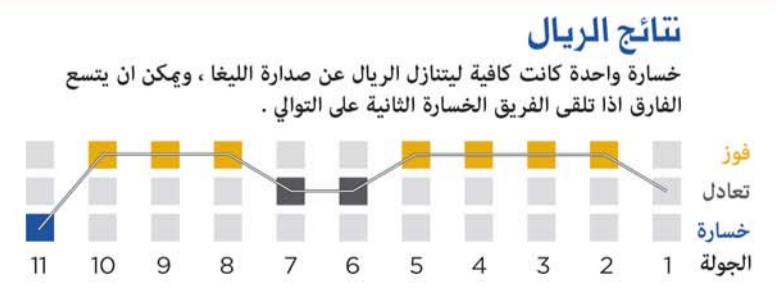 نتائج الريال
خسارة واحدة كانت كافية ليتنازل الريال عن صدارة الليغا ، ويمكن ان يتسع
الفارق اذا تلقى الفريق الخسارة الثانية على التوالي .
فوز
تعادل
خسارة
الجولة 1 2 3 4 5 6 7 8 9 10 11